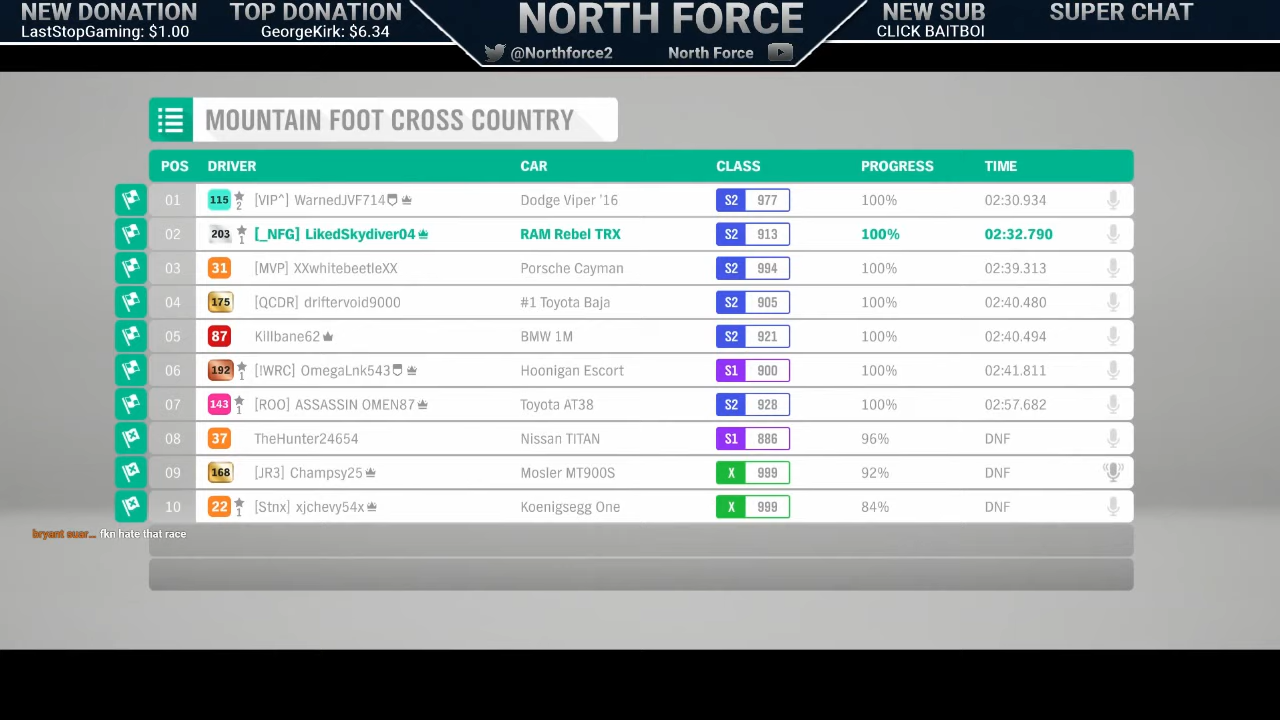 NEW DONATION
LastStopGaming: $1.00
TOP DONATION
GeorgeKirk: $6.34
NORTH FORCE
@Northforce2 North Force
NEW SUB
CLICK BAITBOI
SUPER CHAT
MOUNTAIN FOOT CROSS COUNTRY
POS DRIVER CAR CLASS PROGRESS TIME
01 115 2 [VIP^] WarnedJVF714 Dodge Viper '16 S2 977 100% 02:30.934
02 203 1 [_NFG] LikedSkydiver04 RAM Rebel TRX S2 913 100% 02:32.790
03 31 [MVP] XXwhitebeetleXX Porsche Cayman S2 994 100% 02:39.313
04 175 [QCDR] driftervoid9000 #1 Toyota Baja S2 905 100% 02:40.480
05 87 Killbane62 BMW 1M S2 921 100% 02:40.494
06 192 1 [IWRC] OmegaLnk543 Hoonigan Escort S1 900 100% 02:41.811
07 143 1 [ROO] ASSASSIN OMEN87 Toyota AT38 S2 928 100% 02:57.682
08 37 TheHunter24654 Nissan TITAN S1 886 96% DNF
09 168 [JR3] Champsy25 Mosler MT900S X 999 92% DNF
10 22 1 [Stnx] xjchevy54x Koenigsegg One X 999 84% DNF
bryant suar... fkn hate that race